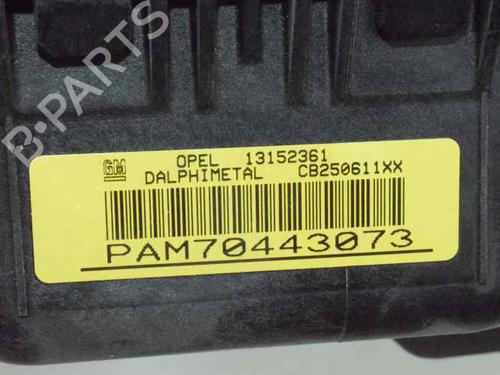 B-PARTS
GM OPEL 13152361
DALPHIMETAL CB250611XX
PAM70443073